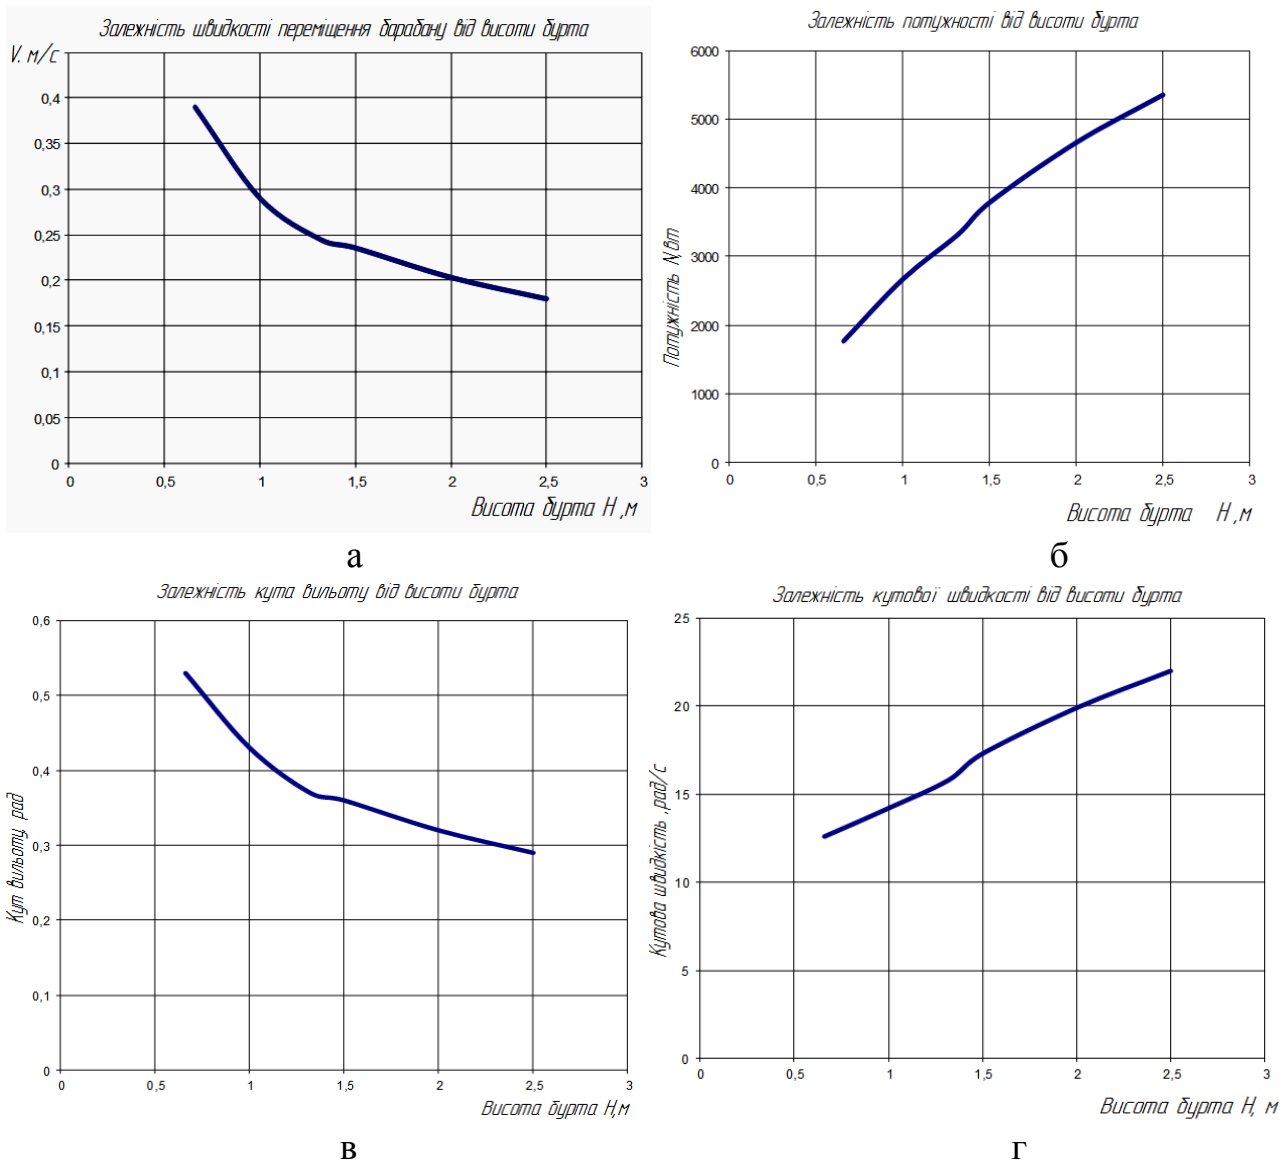 Залежність швидкості переміщення барабану від висоти бурта
V. м/с
0,4
0,35
0,3
0,25
0,2
0,15
0,1
0,05
0
0 0,5 1 1,5 2 2,5 3
Висота бурта Н ,м
а
Залежність потужності від висоти бурта
Потужність N,Вт
6000
5000
4000
3000
2000
1000
0
0 0,5 1 1,5 2 2,5 3
Висота бурта Н ,м
б
Залежність кута вильоту від висоти бурта
Кут вильоту, рад
0,6
0,5
0,4
0,3
0,2
0,1
0
0 0,5 1 1,5 2 2,5 3
Висота бурта Н,м
в
Залежність кутової швидкості від висоти бурта
Кутова швидкість ,рад/с
25
20
15
10
5
0
0 0,5 1 1,5 2 2,5 3
Висота бурта Н, м
г